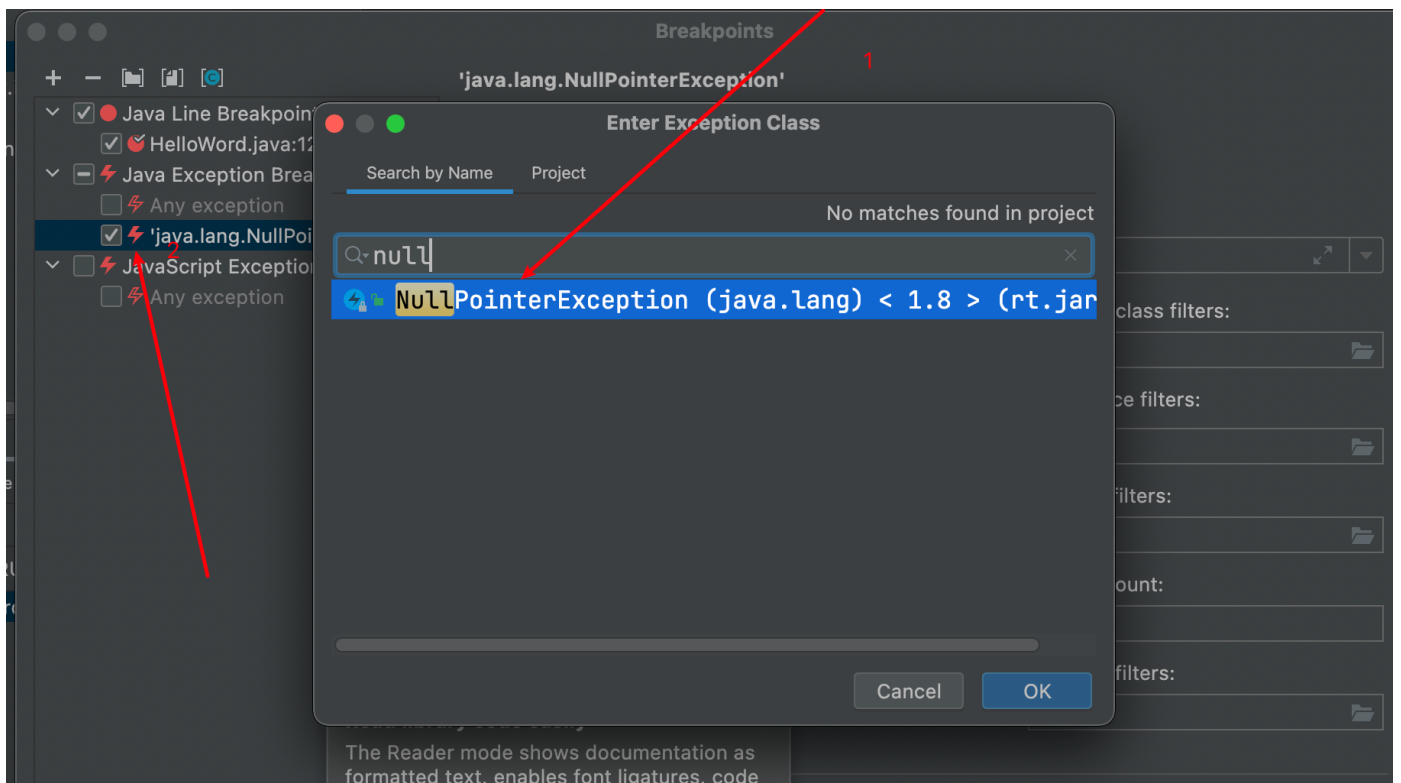 Breakpoints
1
'java.lang.NullPointerException'
Java Line Breakpoin
HelloWord.java:12
Java Exception Brea
Any exception
'java.lang.NullPoi
2
JavaScript Exception
Any exception
Enter Exception Class
Search by Name Project
No matches found in project
null
NullPointerException (java.lang) < 1.8 > (rt.jar
class filters:
ce filters:
filters:
ount:
filters:
Cancel OK
The Reader mode shows documentation as
formatted text, enables font ligatures, code